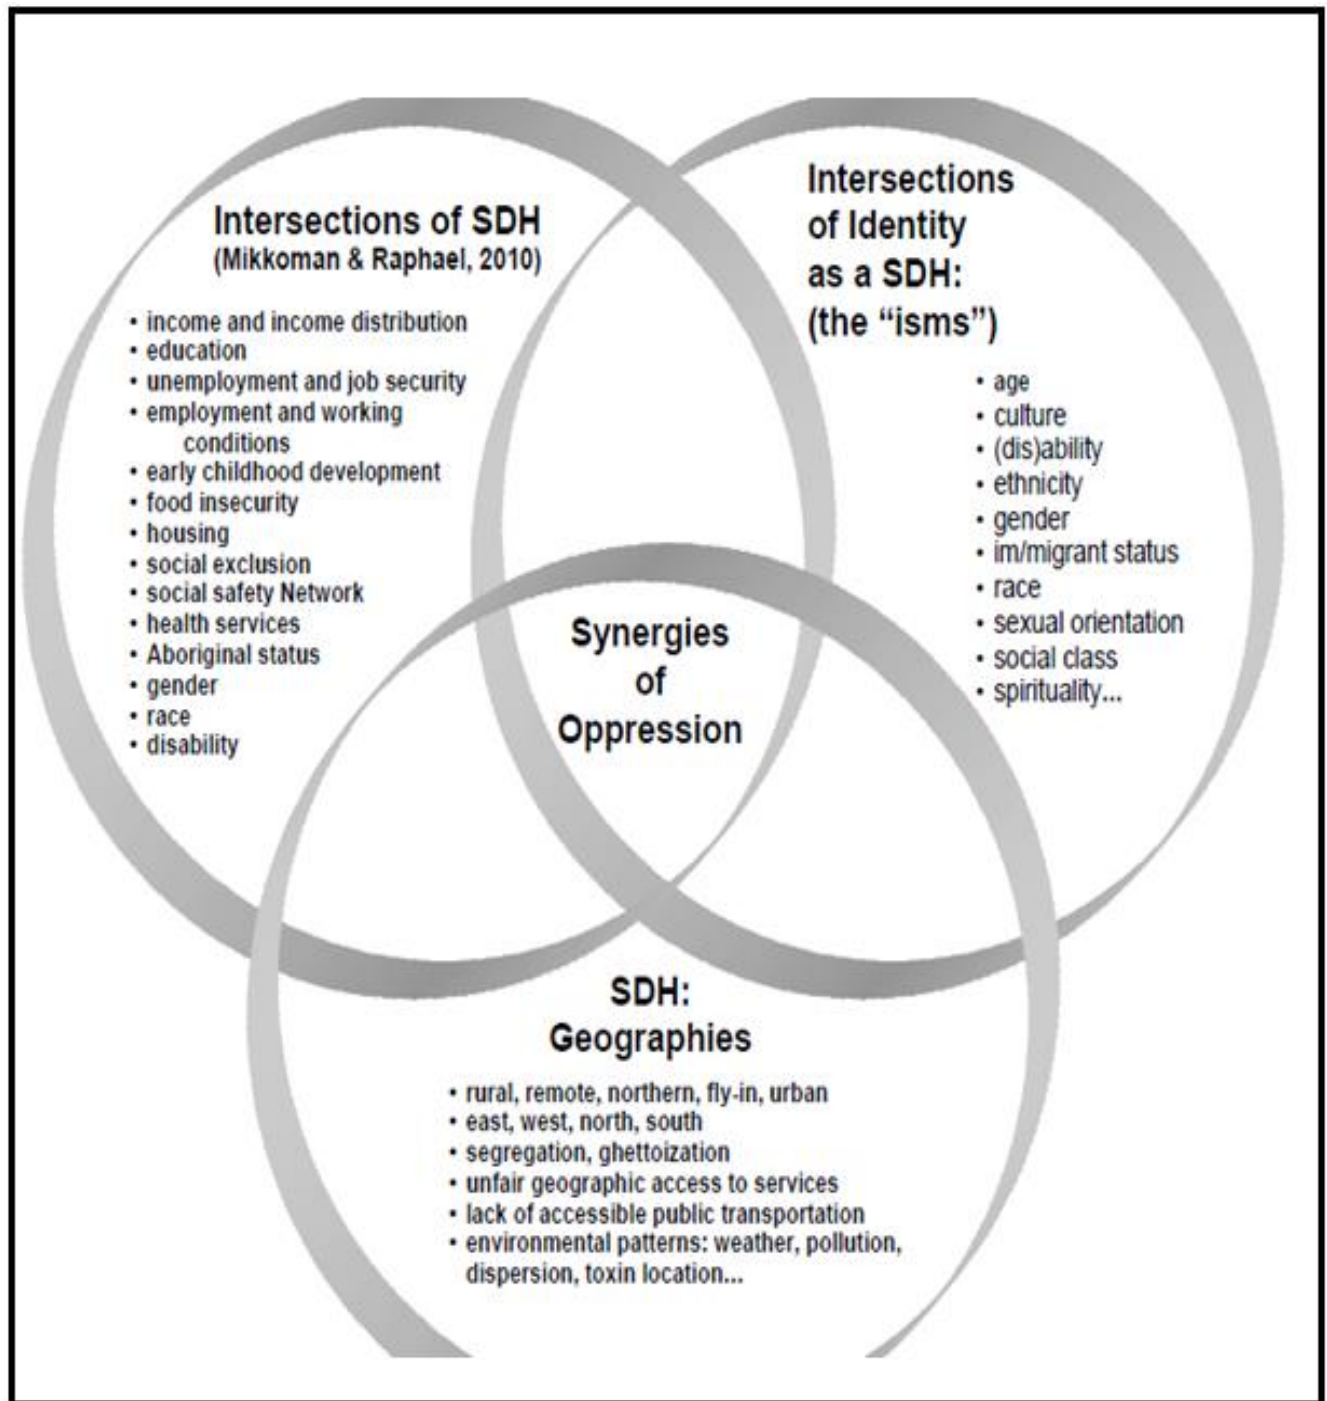 Intersections of SDH
(Mikkoman & Raphael, 2010)
• income and income distribution
• education
• unemployment and job security
• employment and working
conditions
• early childhood development
• food insecurity
• housing
• social exclusion
• social safety Network
• health services
• Aboriginal status
• gender
• race
• disability
Intersections
of Identity
as a SDH:
(the “isms”)
• age
• culture
• (dis)ability
• ethnicity
• gender
• im/migrant status
• race
• sexual orientation
• social class
• spirituality...
Synergies
of
Oppression
SDH:
Geographies
• rural, remote, northern, fly-in, urban
• east, west, north, south
• segregation, ghettoization
• unfair geographic access to services
• lack of accessible public transportation
• environmental patterns: weather, pollution,
dispersion, toxin location...